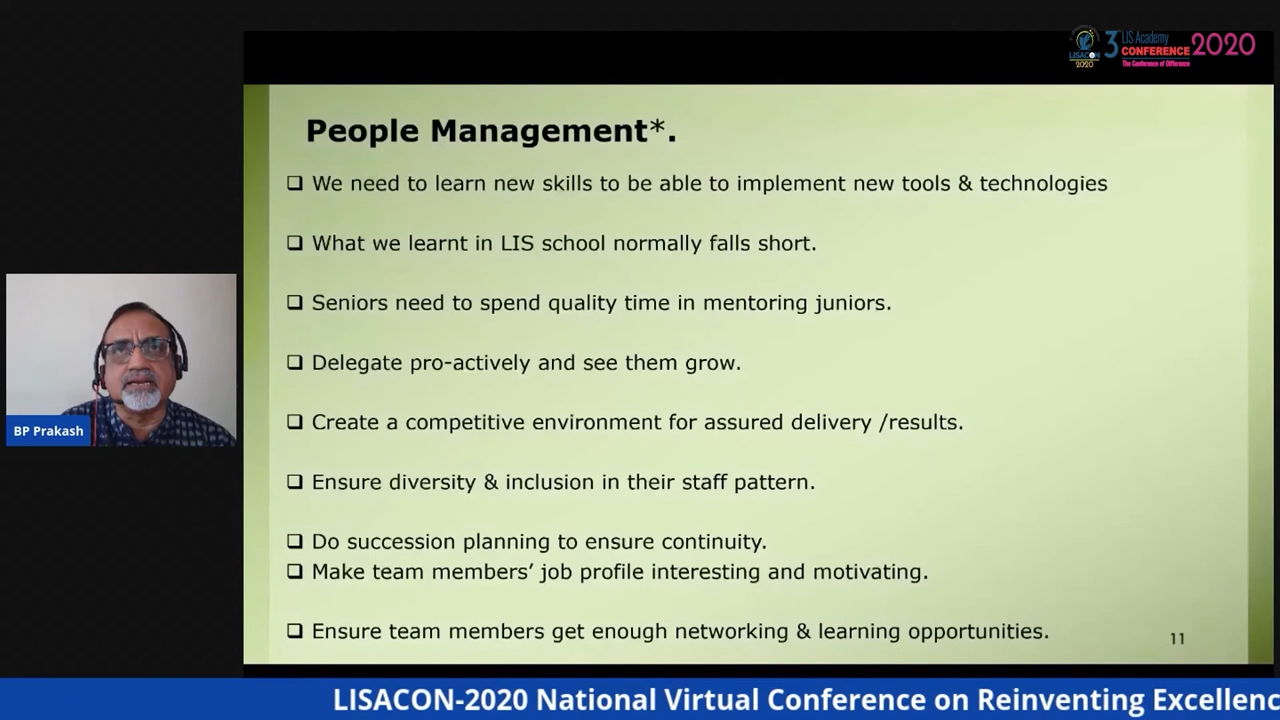 LISACON
2020
3 LIS Academy
CONFERENCE 2020
The Conference of Difference
People Management*.
❑ We need to learn new skills to be able to implement new tools & technologies
❑ What we learnt in LIS school normally falls short.
❑ Seniors need to spend quality time in mentoring juniors.
❑ Delegate pro-actively and see them grow.
❑ Create a competitive environment for assured delivery /results.
❑ Ensure diversity & inclusion in their staff pattern.
❑ Do succession planning to ensure continuity.
❑ Make team members’ job profile interesting and motivating.
❑ Ensure team members get enough networking & learning opportunities.
11
BP Prakash
LISACON-2020 National Virtual Conference on Reinventing Excellenc